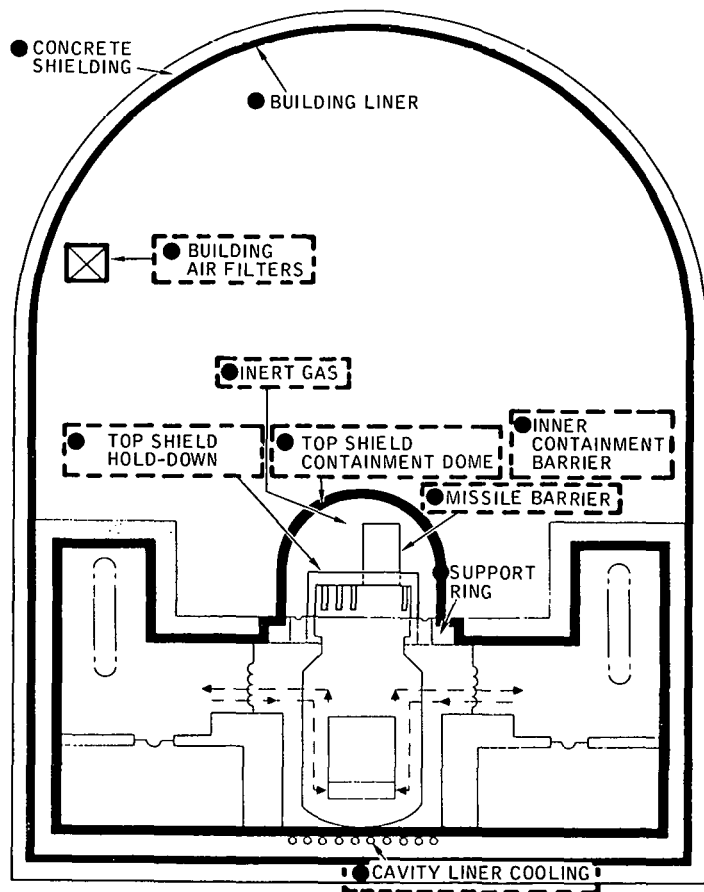 ● CONCRETE
SHIELDING
● BUILDING LINER
● BUILDING
AIR FILTERS
● INERT GAS
● TOP SHIELD
HOLD-DOWN
● TOP SHIELD
CONTAINMENT DOME
● INNER
CONTAINMENT
BARRIER
● MISSILE BARRIER
● SUPPORT
RING
● CAVITY LINER COOLING